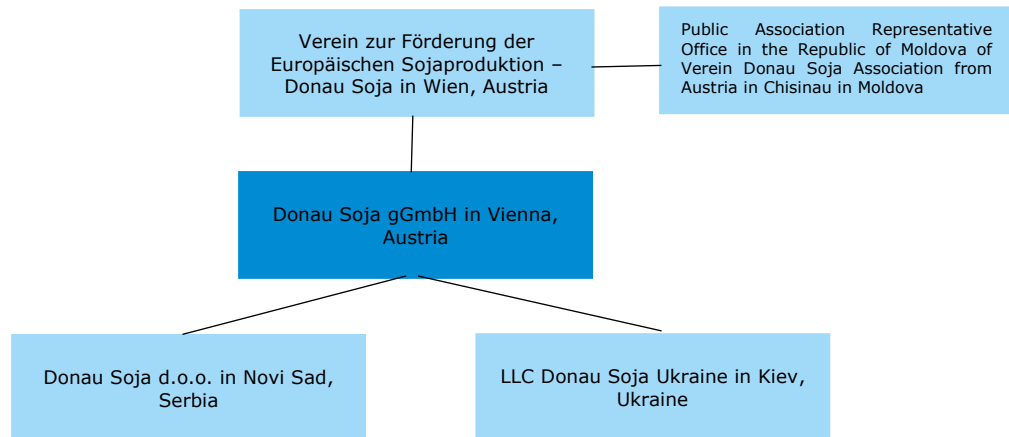 Verein zur Förderung der
Europäischen Sojaproduktion –
Donau Soja in Wien, Austria
Public Association Representative
Office in the Republic of Moldova of
Verein Donau Soja Association from
Austria in Chisinau in Moldova
Donau Soja gGmbH in Vienna,
Austria
Donau Soja d.o.o. in Novi Sad,
Serbia
LLC Donau Soja Ukraine in Kiev,
Ukraine